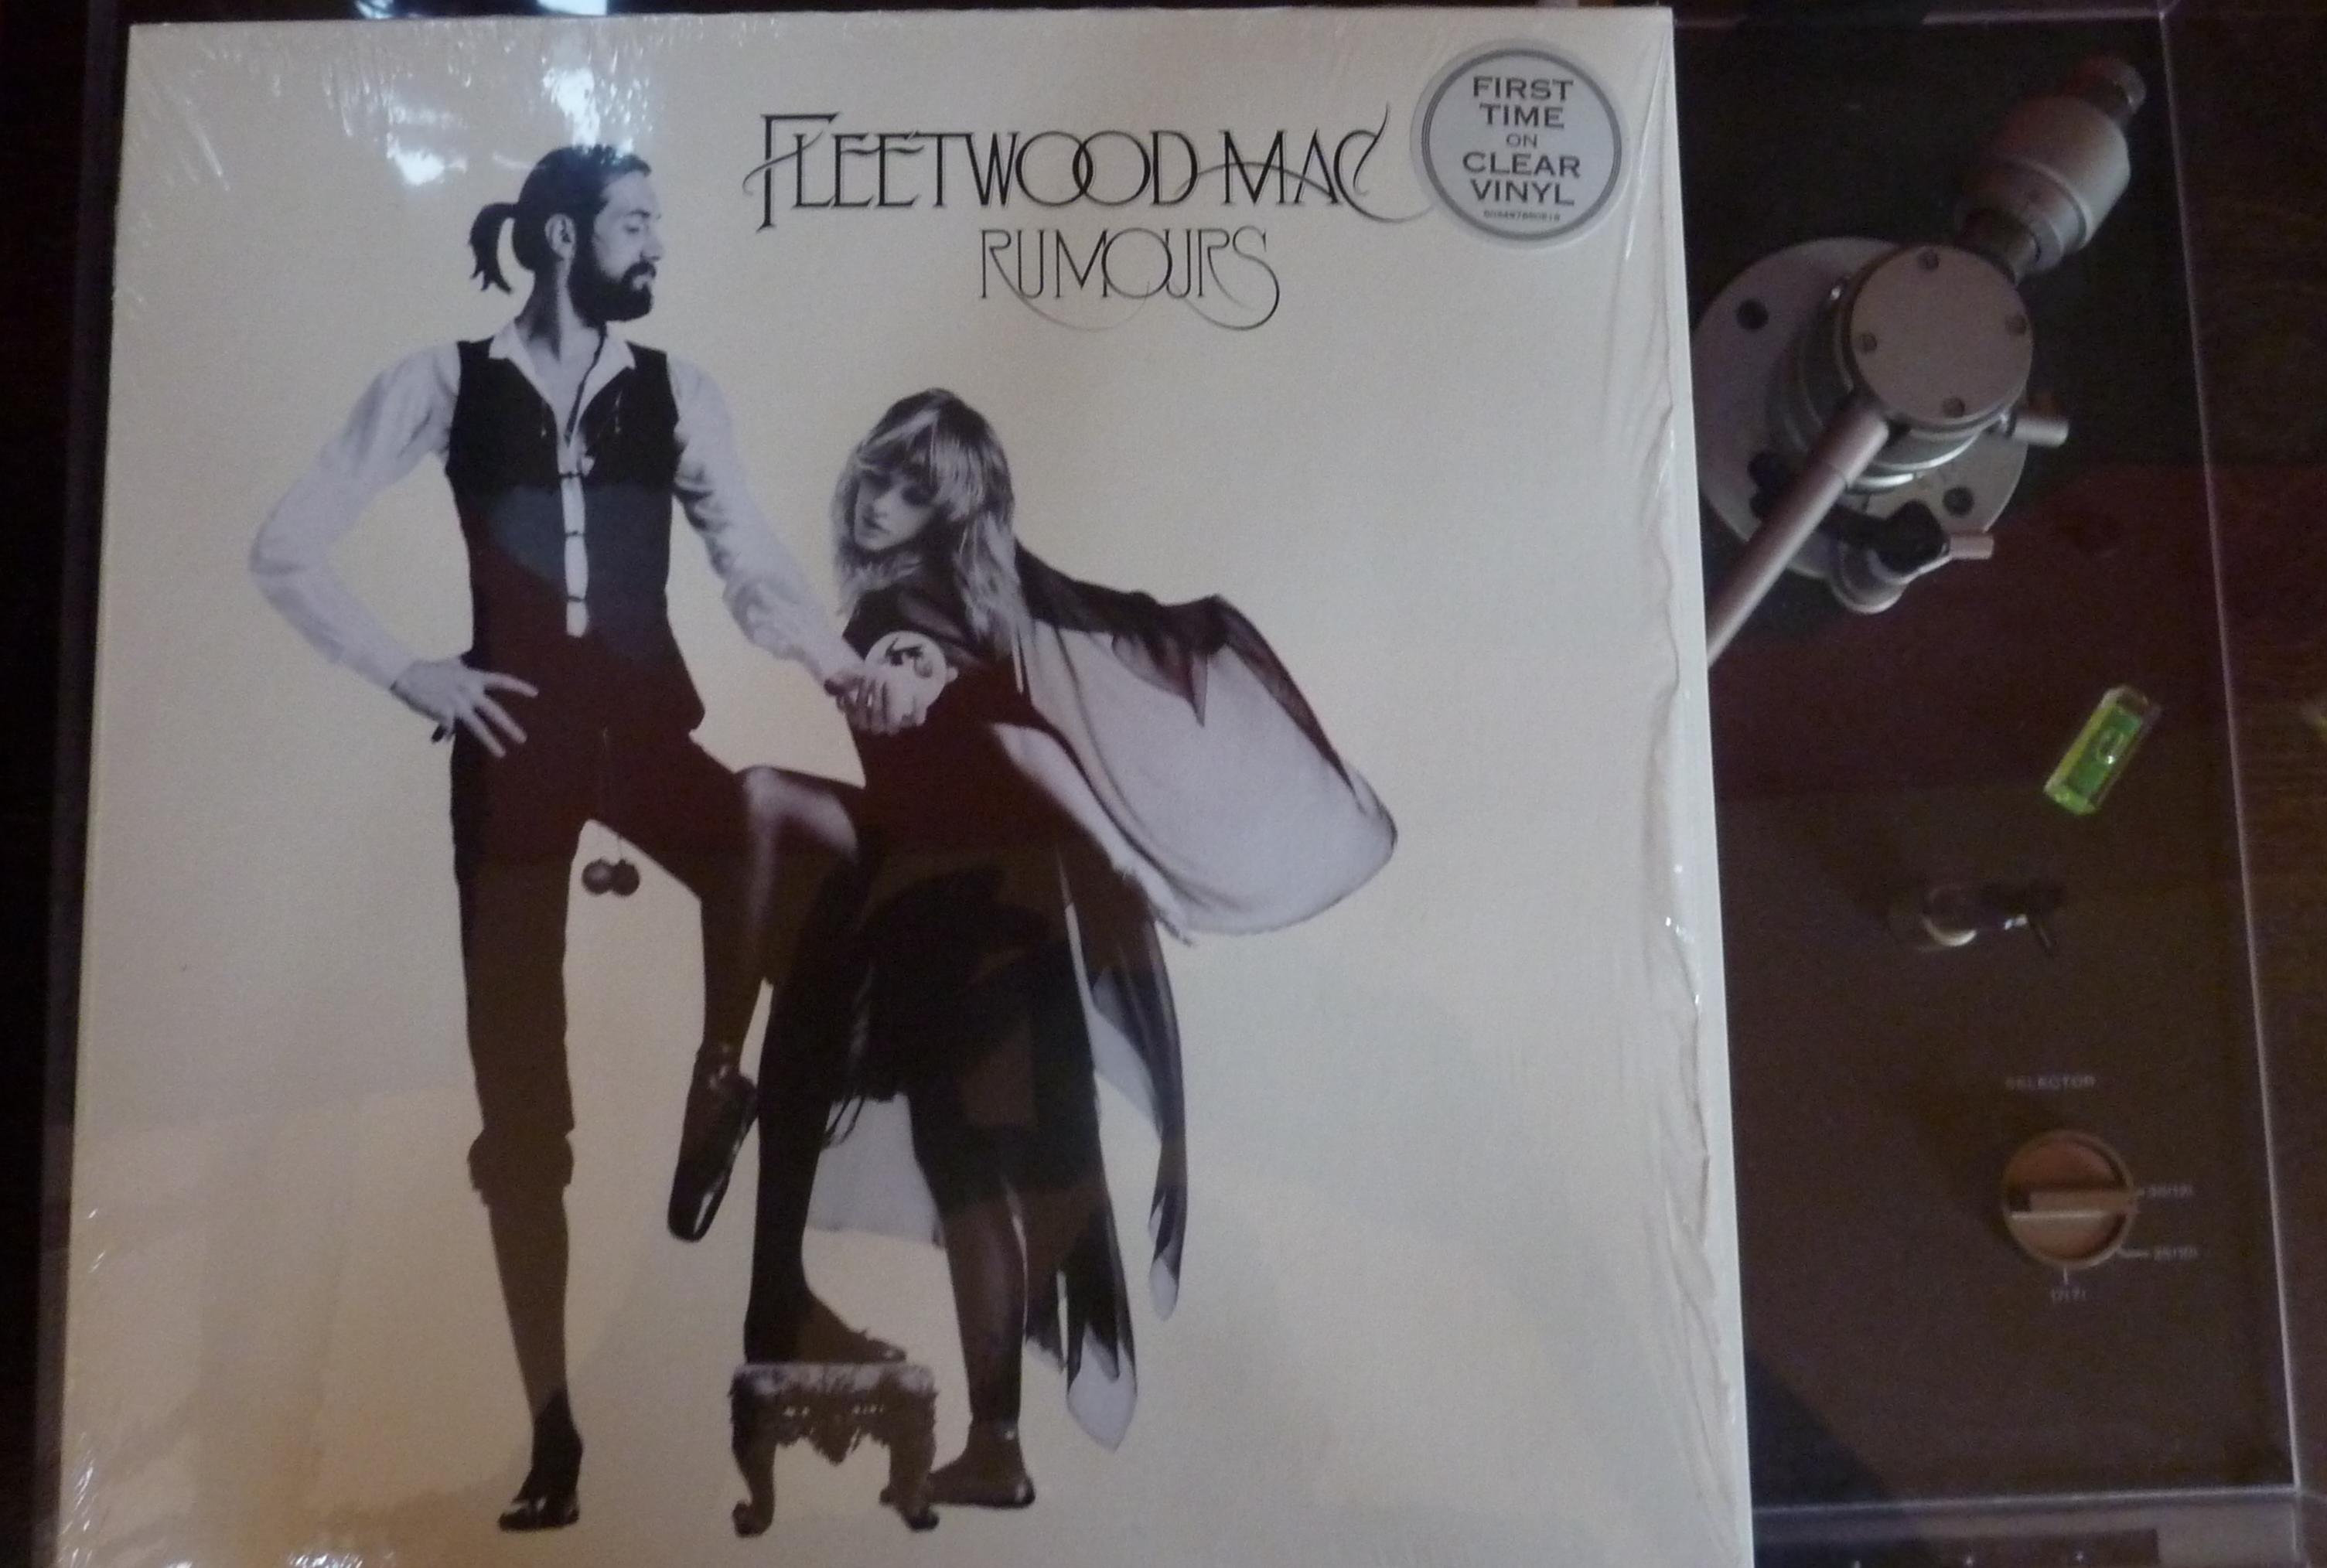 FLEETWOOD MAC
RUMOURS
FIRST
TIME
ON
CLEAR
VINYL
SELECTOR